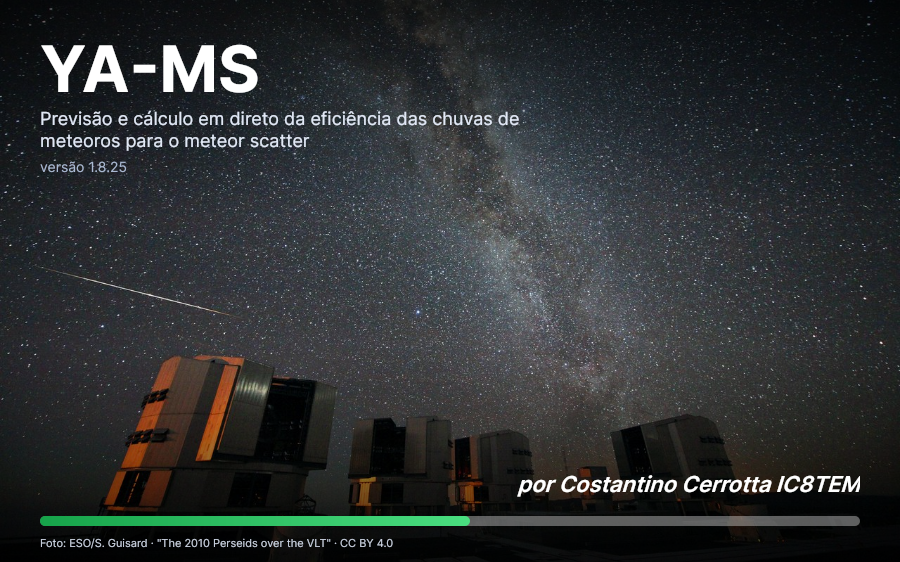 YA-MS
Previsão e cálculo em direto da eficiência das chuvas de
meteoros para o meteor scatter
versão 1.8.25
por Costantino Cerrotta IC8TEM
Foto: ESO/S. Guisard · "The 2010 Perseids over the VLT" · CC BY 4.0